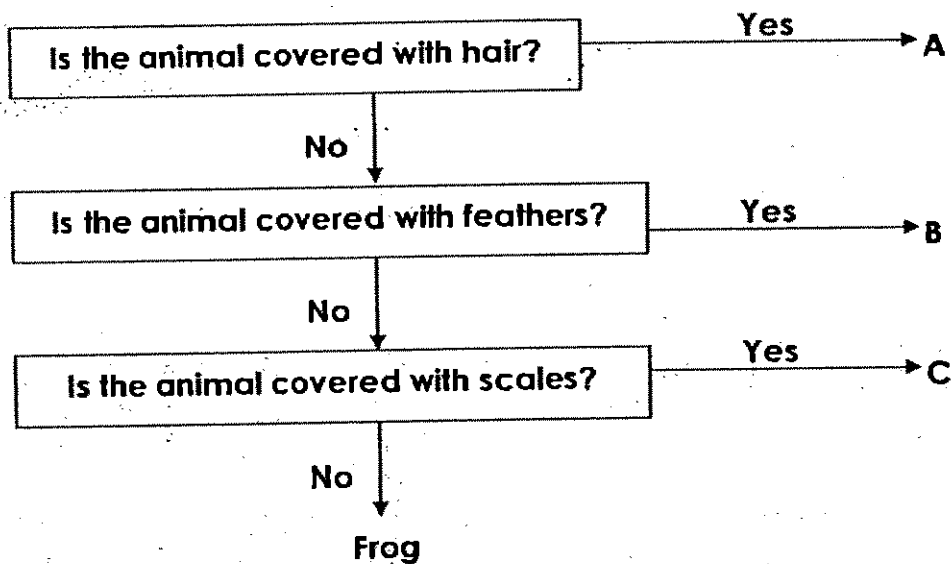 Is the animal covered with hair?
Yes
A
No
Is the animal covered with feathers?
Yes
B
No
Is the animal covered with scales?
Yes
C
No
Frog